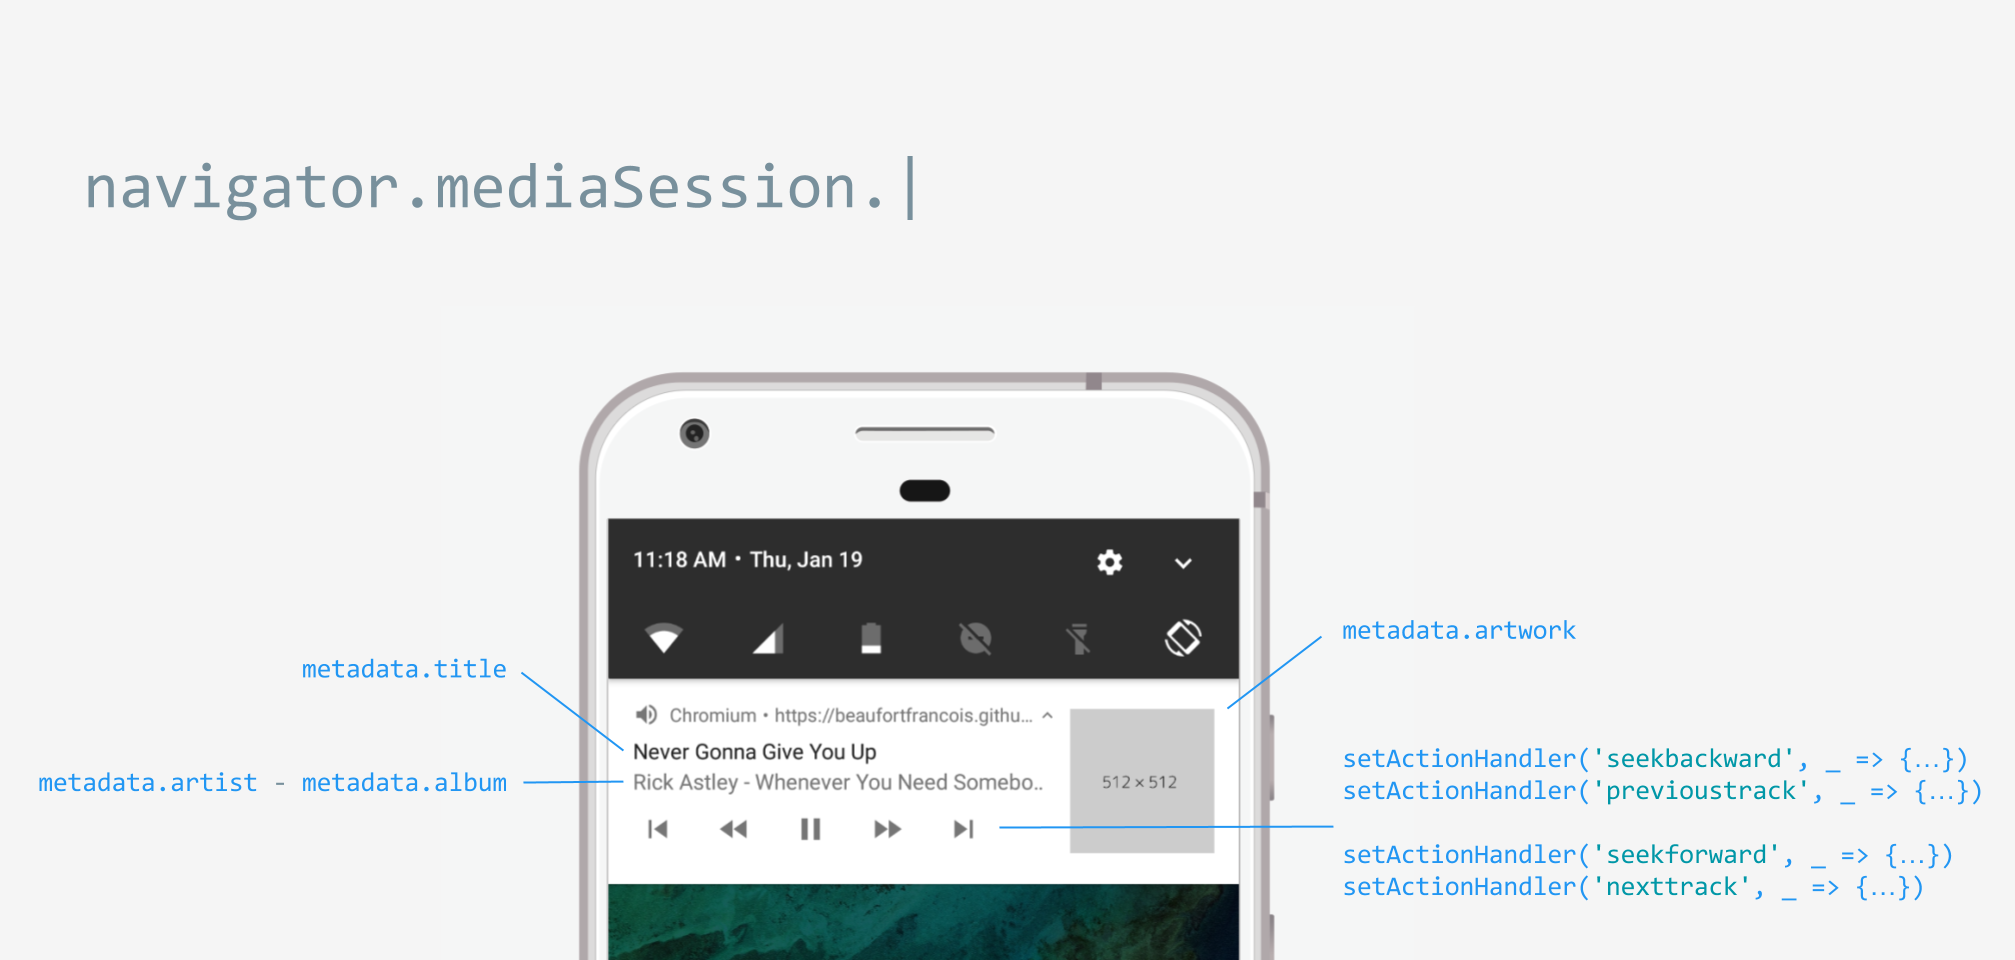 navigator.mediaSession.|
11:18 AM • Thu, Jan 19
metadata.artwork
metadata.title
Chromium • https://beaufortfrancois.githu...
Never Gonna Give You Up
metadata.artist - metadata.album
Rick Astley - Whenever You Need Somebo..
512×512
setActionHandler('seekbackward', _ => {...})
setActionHandler('previoustrack', _ => {...})
setActionHandler('seekforward', _ => {...})
setActionHandler('nexttrack', _ => {...})